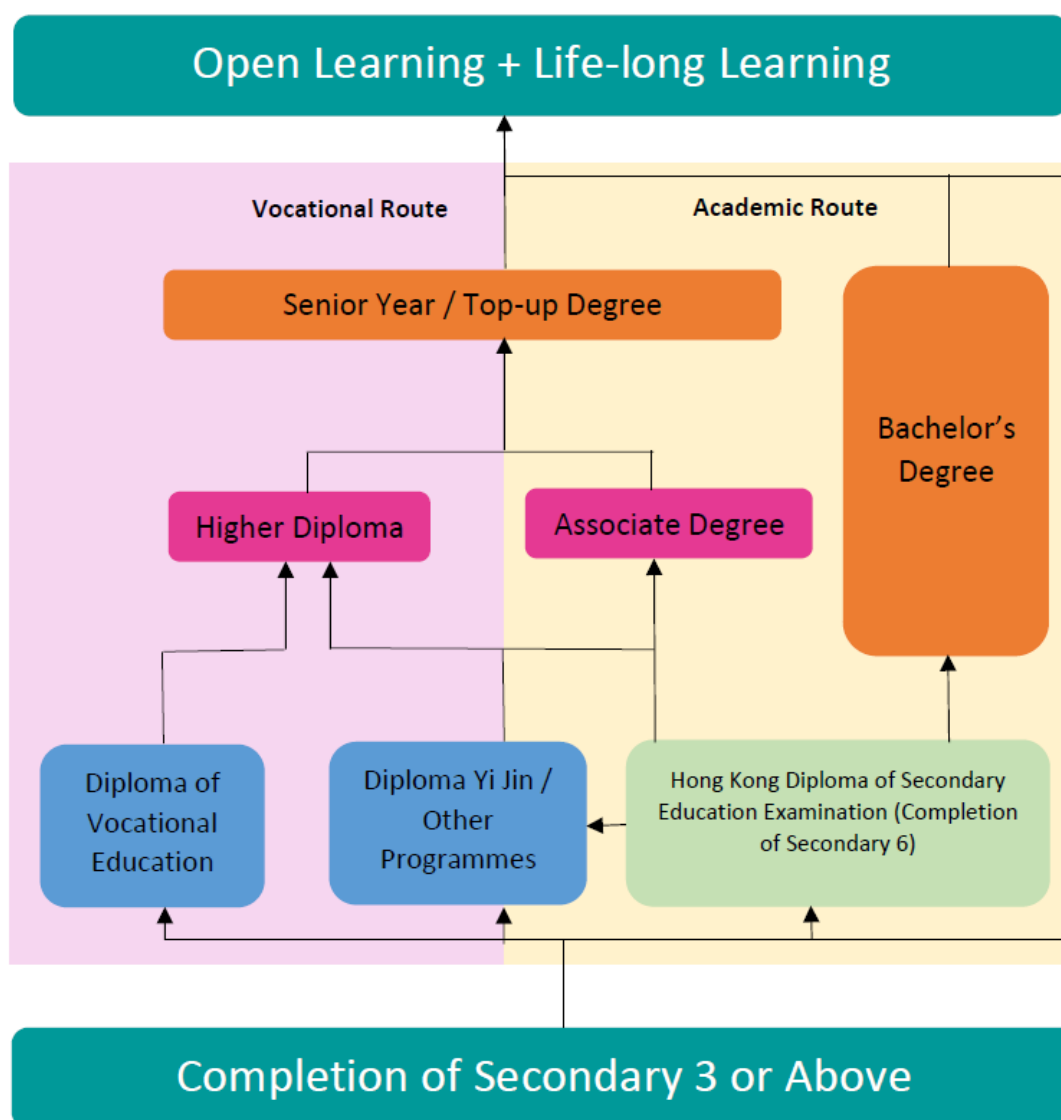 Open Learning + Life-long Learning
Vocational Route
Academic Route
Senior Year / Top-up Degree
Bachelor’s
Degree
Higher Diploma
Associate Degree
Diploma of
Vocational
Education
Diploma Yi Jin /
Other
Programmes
Hong Kong Diploma of Secondary
Education Examination (Completion
of Secondary 6)
Completion of Secondary 3 or Above